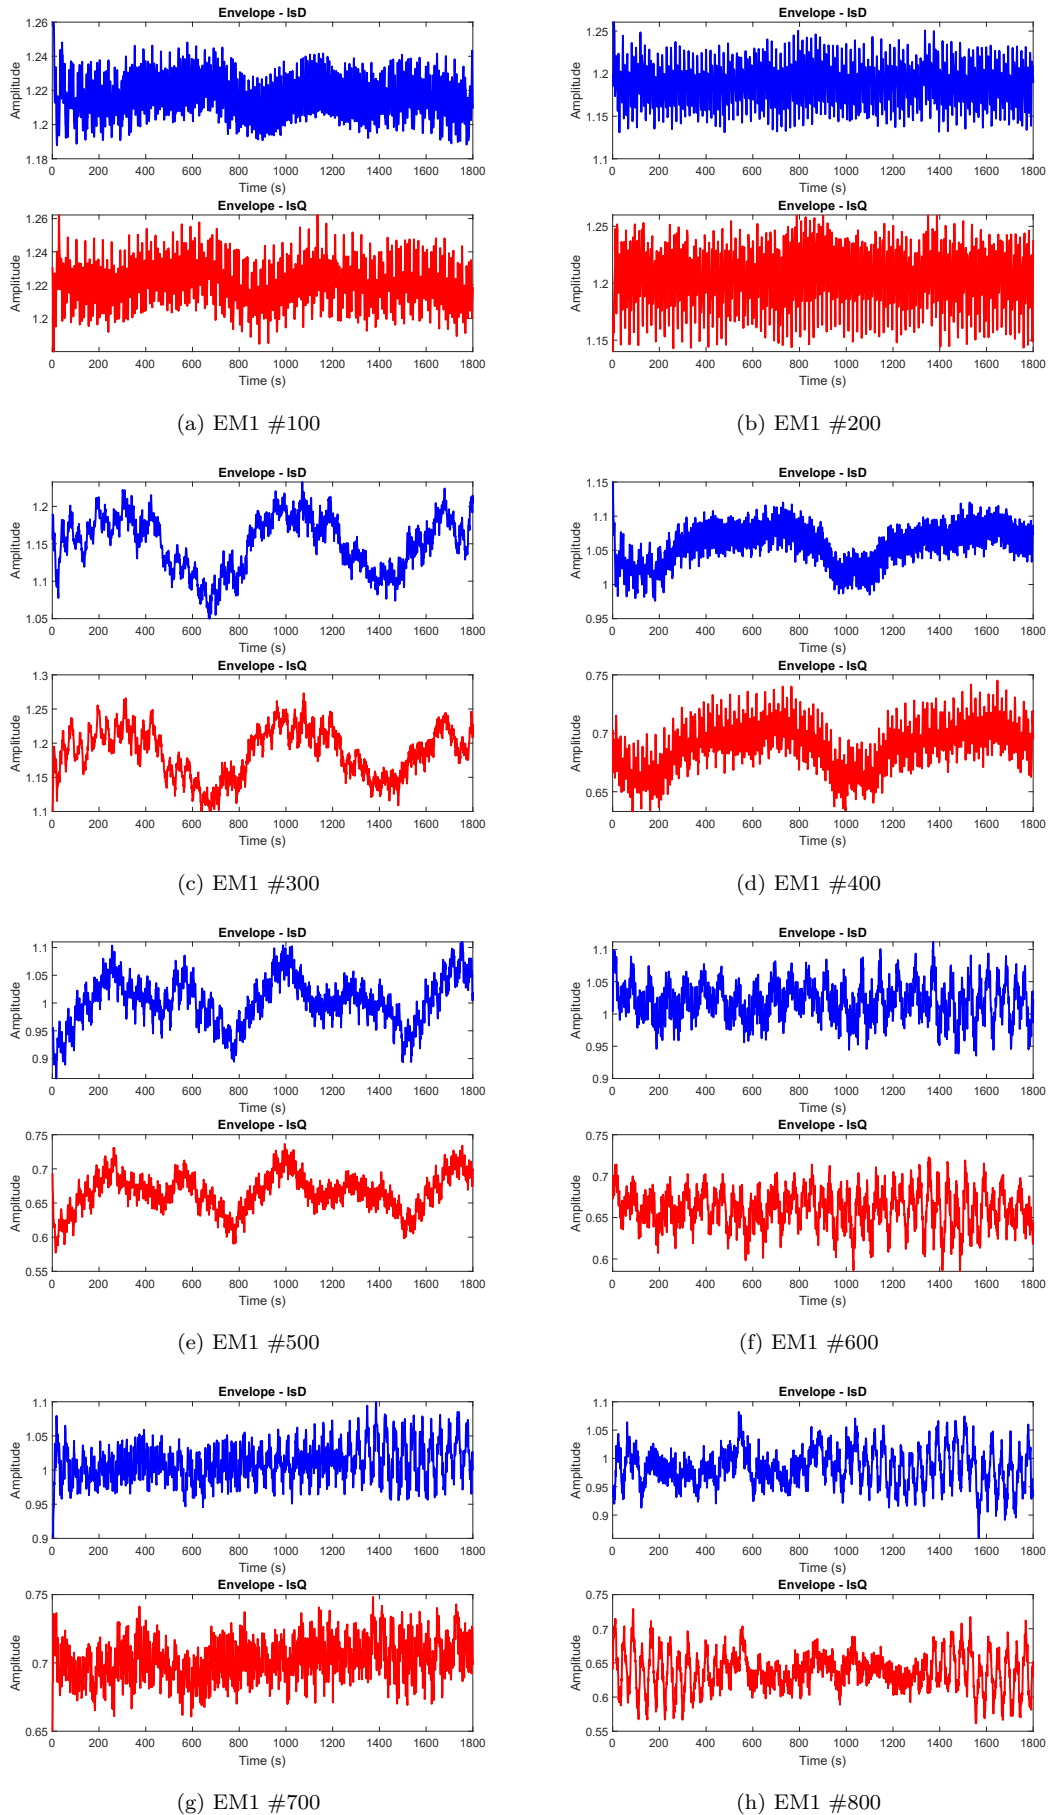 Envelope - IsD
1.26
1.24
1.22
1.2
1.18
Amplitude
0 200 400 600 800 1000 1200 1400 1600 1800
Time (s)
Envelope - IsQ
1.26
1.24
1.22
1.2
Amplitude
0 200 400 600 800 1000 1200 1400 1600 1800
Time (s)
(a) EM1 #100
Envelope - IsD
1.25
1.2
1.15
1.1
Amplitude
0 200 400 600 800 1000 1200 1400 1600 1800
Time (s)
Envelope - IsQ
1.25
1.2
1.15
Amplitude
0 200 400 600 800 1000 1200 1400 1600 1800
Time (s)
(b) EM1 #200
Envelope - IsD
1.2
1.15
1.1
1.05
Amplitude
0 200 400 600 800 1000 1200 1400 1600 1800
Time (s)
Envelope - IsQ
1.3
1.25
1.2
1.15
1.1
Amplitude
0 200 400 600 800 1000 1200 1400 1600 1800
Time (s)
(c) EM1 #300
Envelope - IsD
1.15
1.1
1.05
1
0.95
Amplitude
0 200 400 600 800 1000 1200 1400 1600 1800
Time (s)
Envelope - IsQ
0.75
0.7
0.65
Amplitude
0 200 400 600 800 1000 1200 1400 1600 1800
Time (s)
(d) EM1 #400
Envelope - IsD
1.1
1.05
1
0.95
0.9
Amplitude
0 200 400 600 800 1000 1200 1400 1600 1800
Time (s)
Envelope - IsQ
0.75
0.7
0.65
0.6
0.55
Amplitude
0 200 400 600 800 1000 1200 1400 1600 1800
Time (s)
(e) EM1 #500
Envelope - IsD
1.1
1.05
1
0.95
0.9
Amplitude
0 200 400 600 800 1000 1200 1400 1600 1800
Time (s)
Envelope - IsQ
0.75
0.7
0.65
0.6
Amplitude
0 200 400 600 800 1000 1200 1400 1600 1800
Time (s)
(f) EM1 #600
Envelope - IsD
1.1
1.05
1
0.95
0.9
Amplitude
0 200 400 600 800 1000 1200 1400 1600 1800
Time (s)
Envelope - IsQ
0.75
0.7
0.65
Amplitude
0 200 400 600 800 1000 1200 1400 1600 1800
Time (s)
(g) EM1 #700
Envelope - IsD
1.1
1.05
1
0.95
0.9
Amplitude
0 200 400 600 800 1000 1200 1400 1600 1800
Time (s)
Envelope - IsQ
0.75
0.7
0.65
0.6
0.55
Amplitude
0 200 400 600 800 1000 1200 1400 1600 1800
Time (s)
(h) EM1 #800